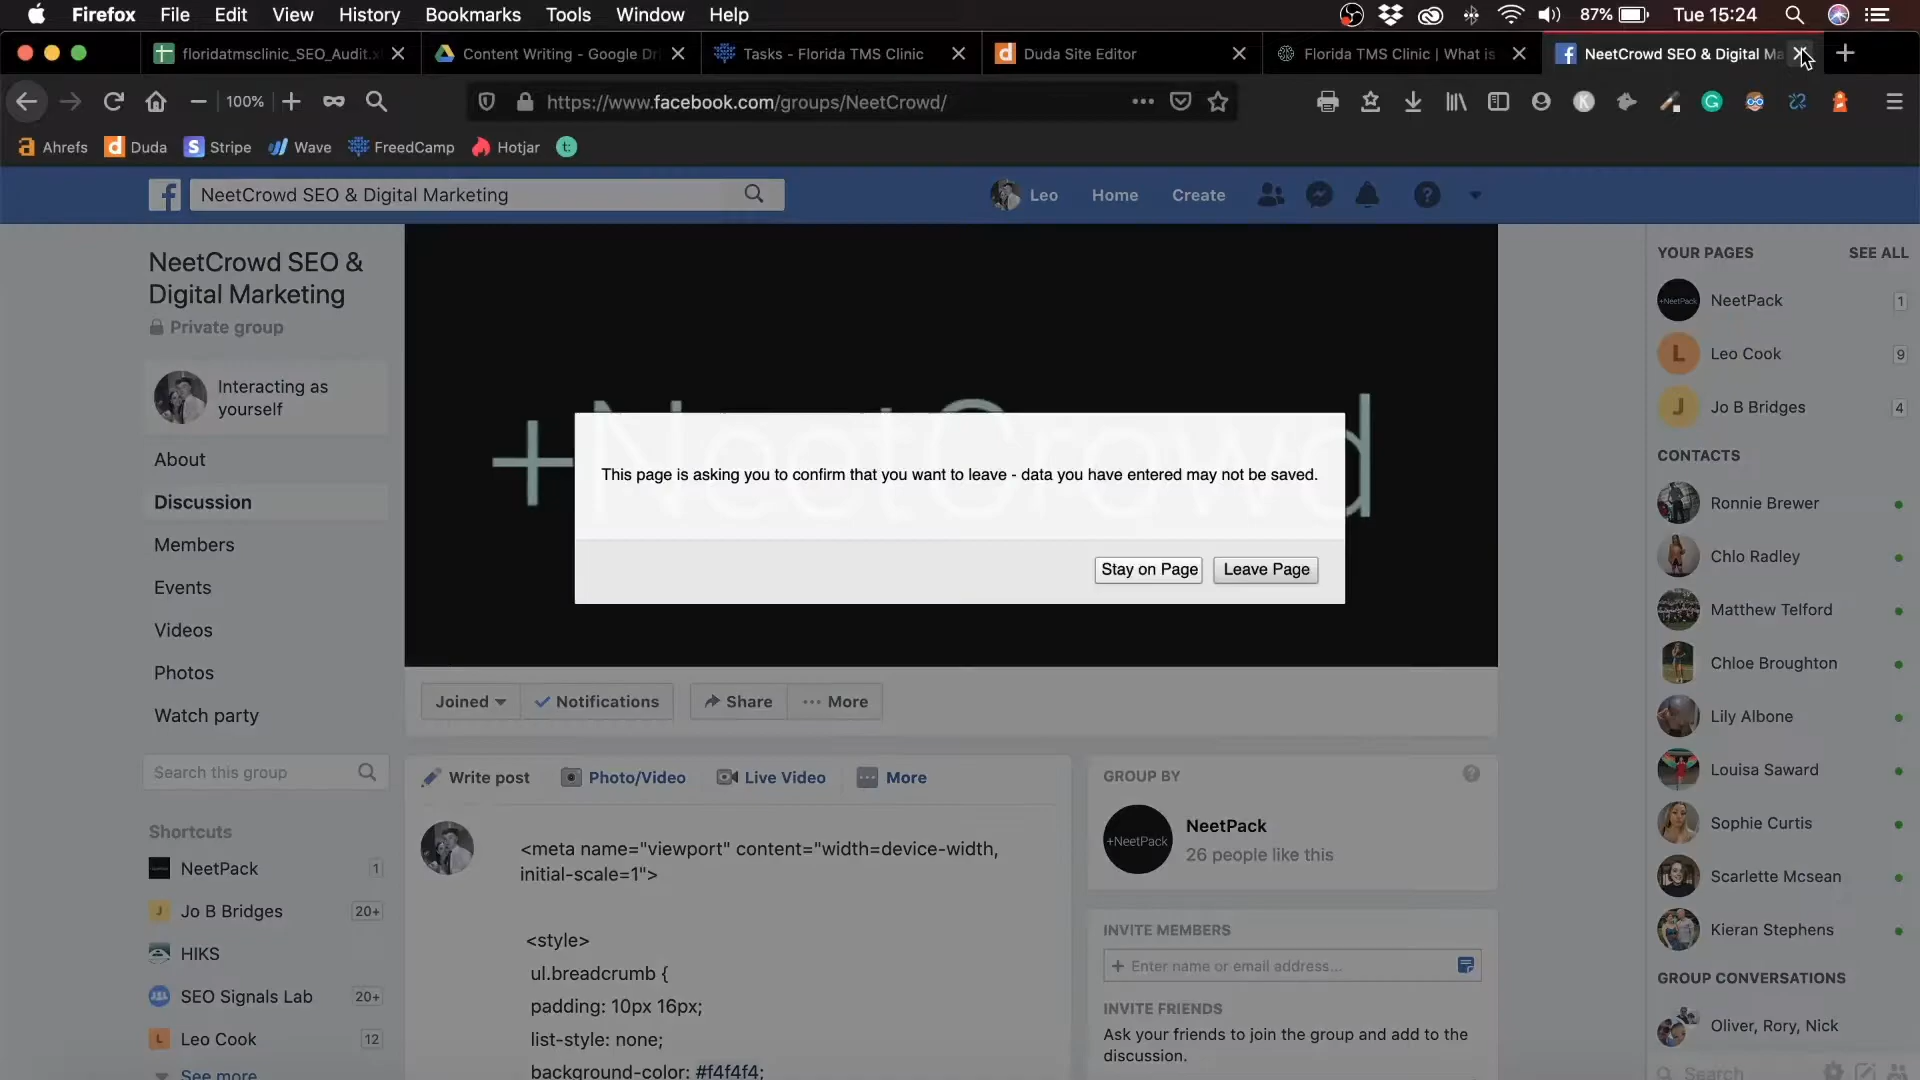 Firefox File Edit View History Bookmarks Tools Window Help
87% Tue 15:24
floridatmsclinic_SEO_Audit.x
Content Writing - Google Dri
Tasks - Florida TMS Clinic
Duda Site Editor
Florida TMS Clinic | What is
NeetCrowd SEO & Digital Ma
100%
https://www.facebook.com/groups/NeetCrowd/
Ahrefs Duda Stripe Wave FreedCamp Hotjar
NeetCrowd SEO & Digital Marketing
Leo Home Create
NeetCrowd SEO &
Digital Marketing
Private group
Interacting as
yourself
About
Discussion
Members
Events
Videos
Photos
Watch party
Search this group
Shortcuts
NeetPack 1
Jo B Bridges 20+
HIKS
SEO Signals Lab 20+
Leo Cook 12
See more
+NeetCrowd
This page is asking you to confirm that you want to leave - data you have entered may not be saved.
Stay on Page Leave Page
Joined Notifications Share More
Write post Photo/Video Live Video More
<meta name="viewport" content="width=device-width,
initial-scale=1">
<style>
ul.breadcrumb {
padding: 10px 16px;
list-style: none;
background-color: #f4f4f4;
GROUP BY
+NeetPack
NeetPack
26 people like this
INVITE MEMBERS
+ Enter name or email address...
INVITE FRIENDS
Ask your friends to join the group and add to the
discussion.
YOUR PAGES SEE ALL
+NeetPack
NeetPack 1
L Leo Cook 9
J Jo B Bridges 4
CONTACTS
Ronnie Brewer
Chlo Radley
Matthew Telford
Chloe Broughton
Lily Albone
Louisa Saward
Sophie Curtis
Scarlette Mcsean
Kieran Stephens
GROUP CONVERSATIONS
Oliver, Rory, Nick
Search